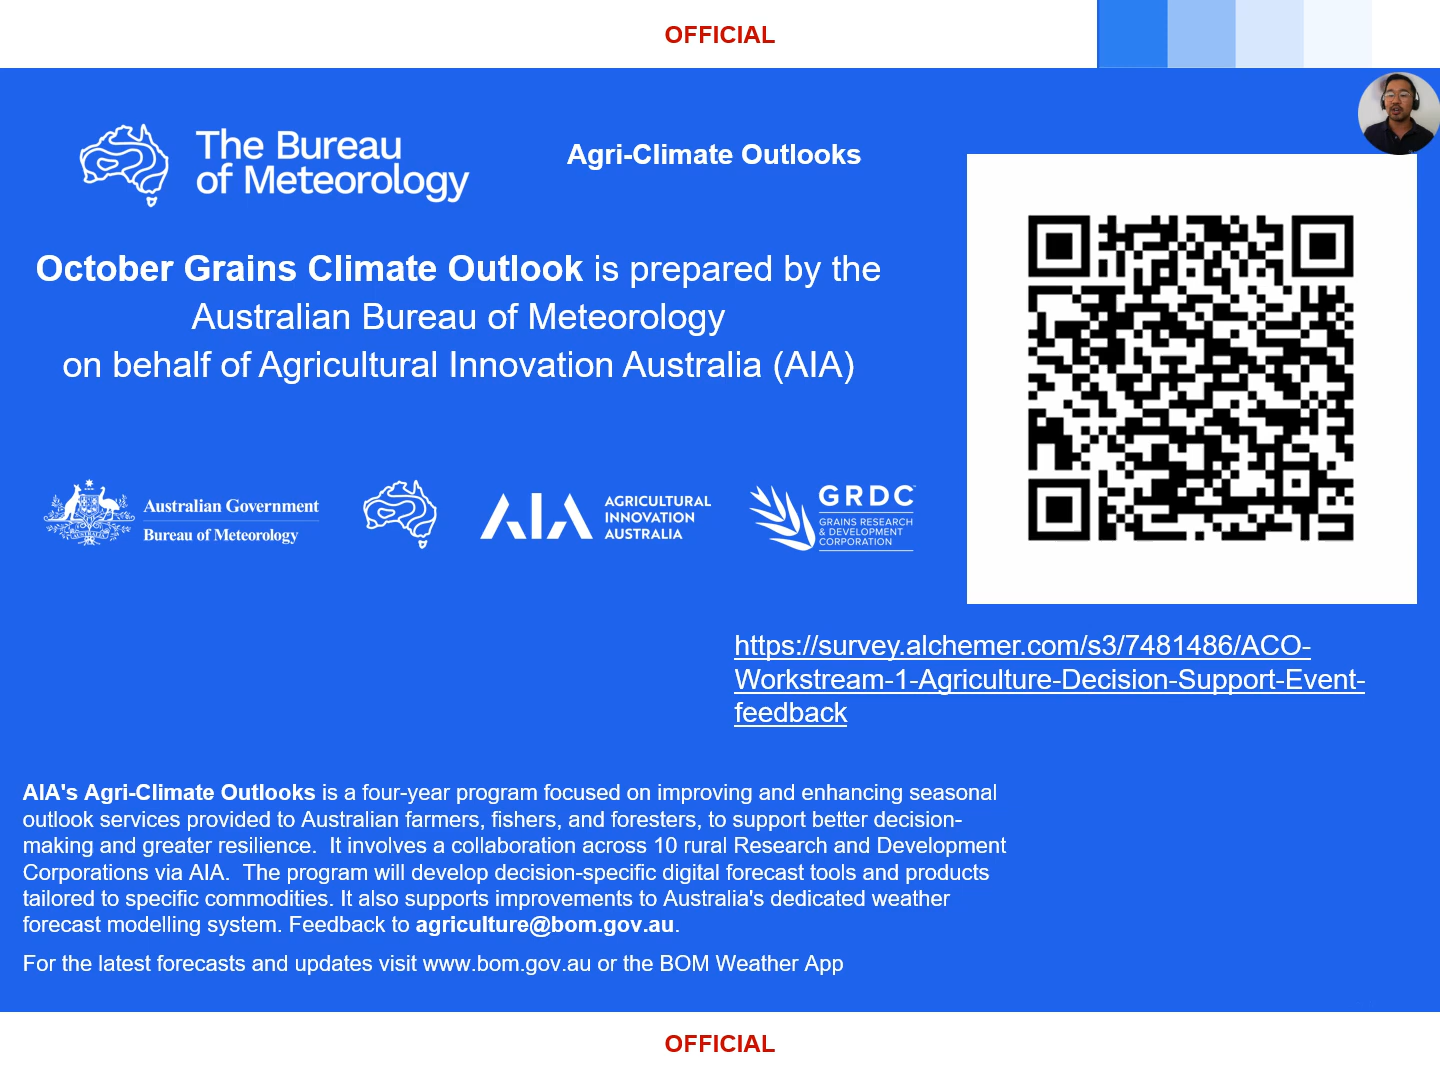 OFFICIAL
The Bureau
of Meteorology
Agri-Climate Outlooks
October Grains Climate Outlook is prepared by the
Australian Bureau of Meteorology
on behalf of Agricultural Innovation Australia (AIA)
Australian Government
Bureau of Meteorology
AIA
AGRICULTURAL
INNOVATION
AUSTRALIA
GRDC™
GRAINS RESEARCH
& DEVELOPMENT
CORPORATION
https://survey.alchemer.com/s3/7481486/ACO-
Workstream-1-Agriculture-Decision-Support-Event-
feedback
AIA's Agri-Climate Outlooks is a four-year program focused on improving and enhancing seasonal
outlook services provided to Australian farmers, fishers, and foresters, to support better decision-
making and greater resilience.  It involves a collaboration across 10 rural Research and Development
Corporations via AIA.  The program will develop decision-specific digital forecast tools and products
tailored to specific commodities. It also supports improvements to Australia's dedicated weather
forecast modelling system. Feedback to agriculture@bom.gov.au.
For the latest forecasts and updates visit www.bom.gov.au or the BOM Weather App
OFFICIAL